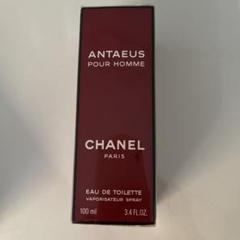 ANTAEUS
POUR HOMME
CHANEL
PARIS
EAU DE TOILETTE
VAPORISATEUR SPRAY
100 ml 3.4 FL.OZ.